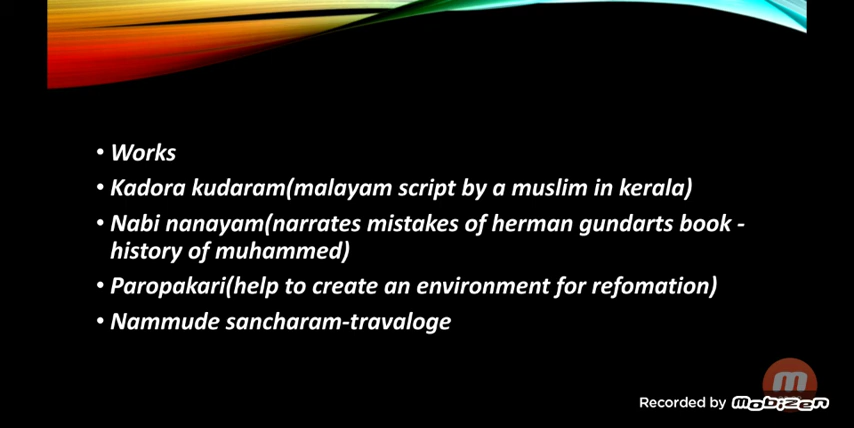 • Works
• Kadora kudaram(malayam script by a muslim in kerala)
• Nabi nanayam(narrates mistakes of herman gundarts book -
history of muhammed)
• Paropakari(help to create an environment for refomation)
• Nammude sancharam-travaloge
Recorded by mobizen